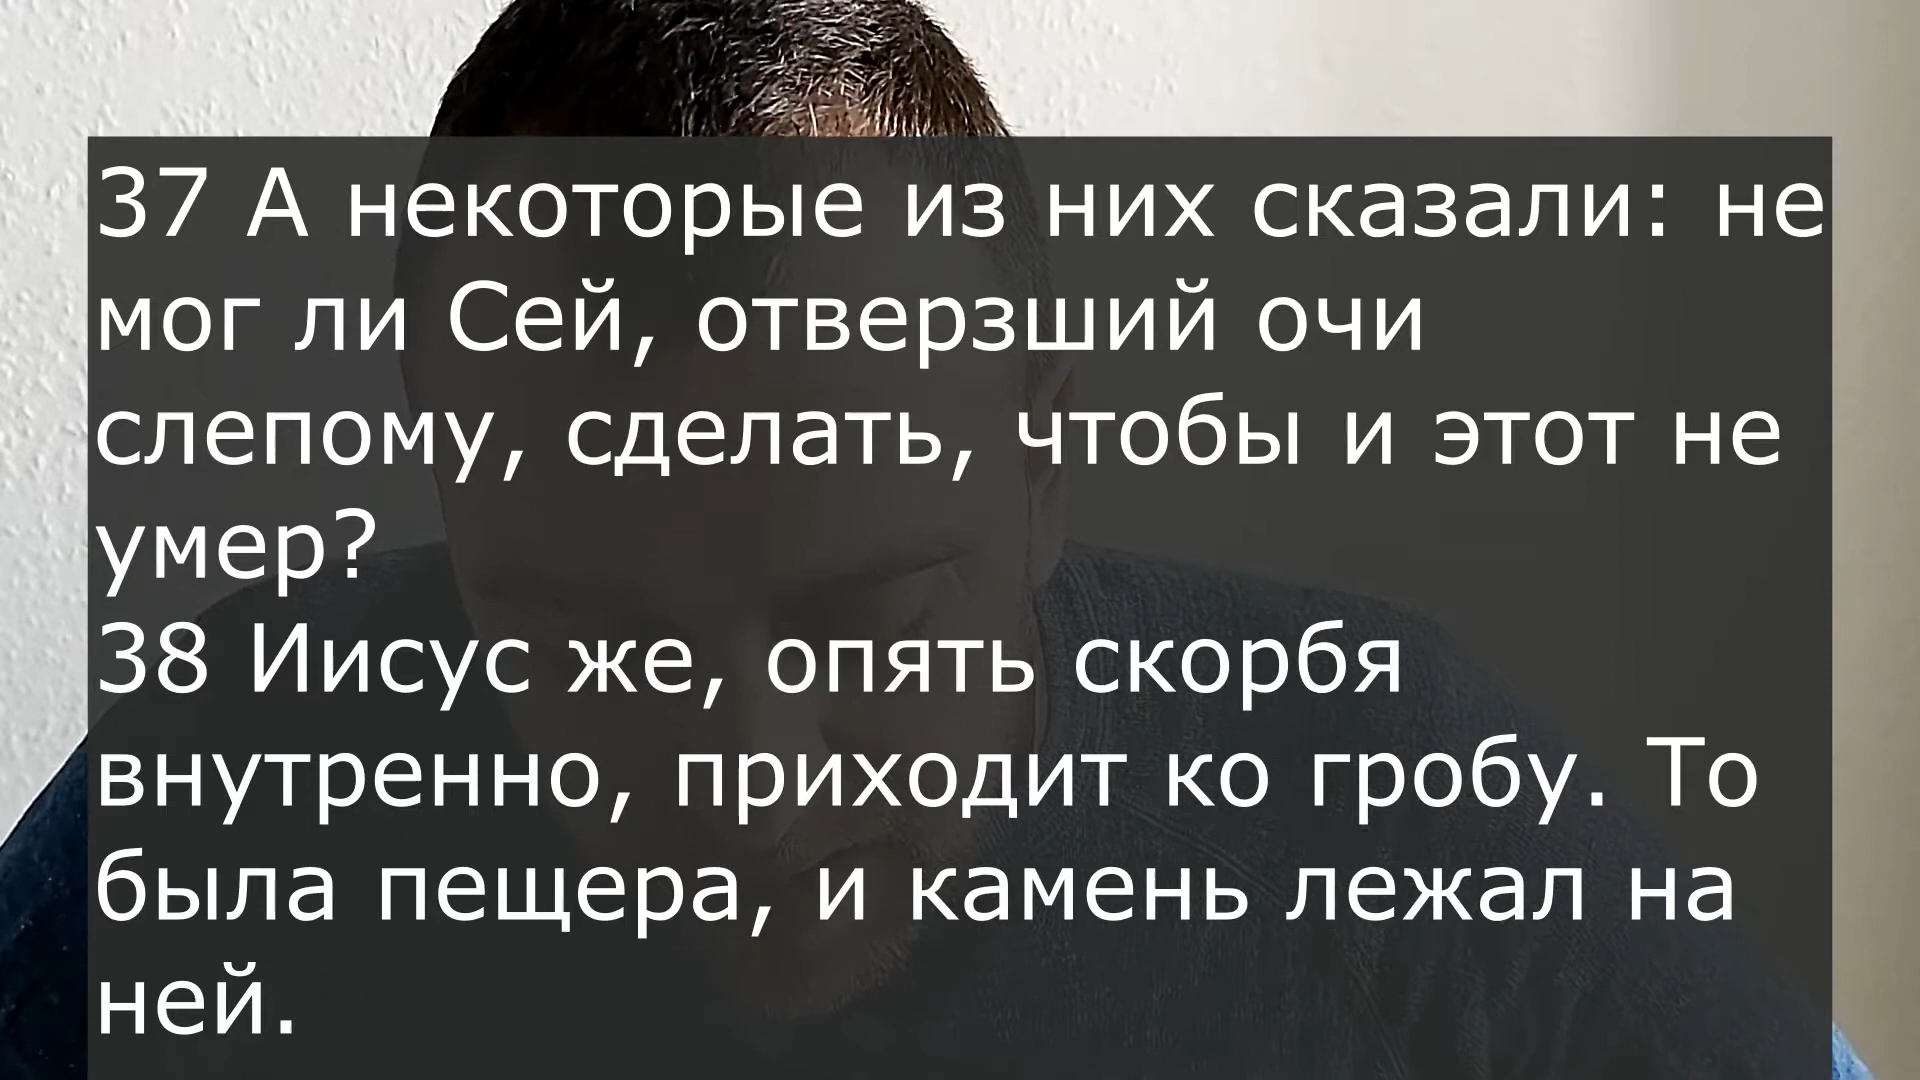 37 А некоторые из них сказали: не
мог ли Сей, отверзший очи
слепому, сделать, чтобы и этот не
умер?
38 Иисус же, опять скорбя
внутренно, приходит ко гробу. То
была пещера, и камень лежал на
ней.